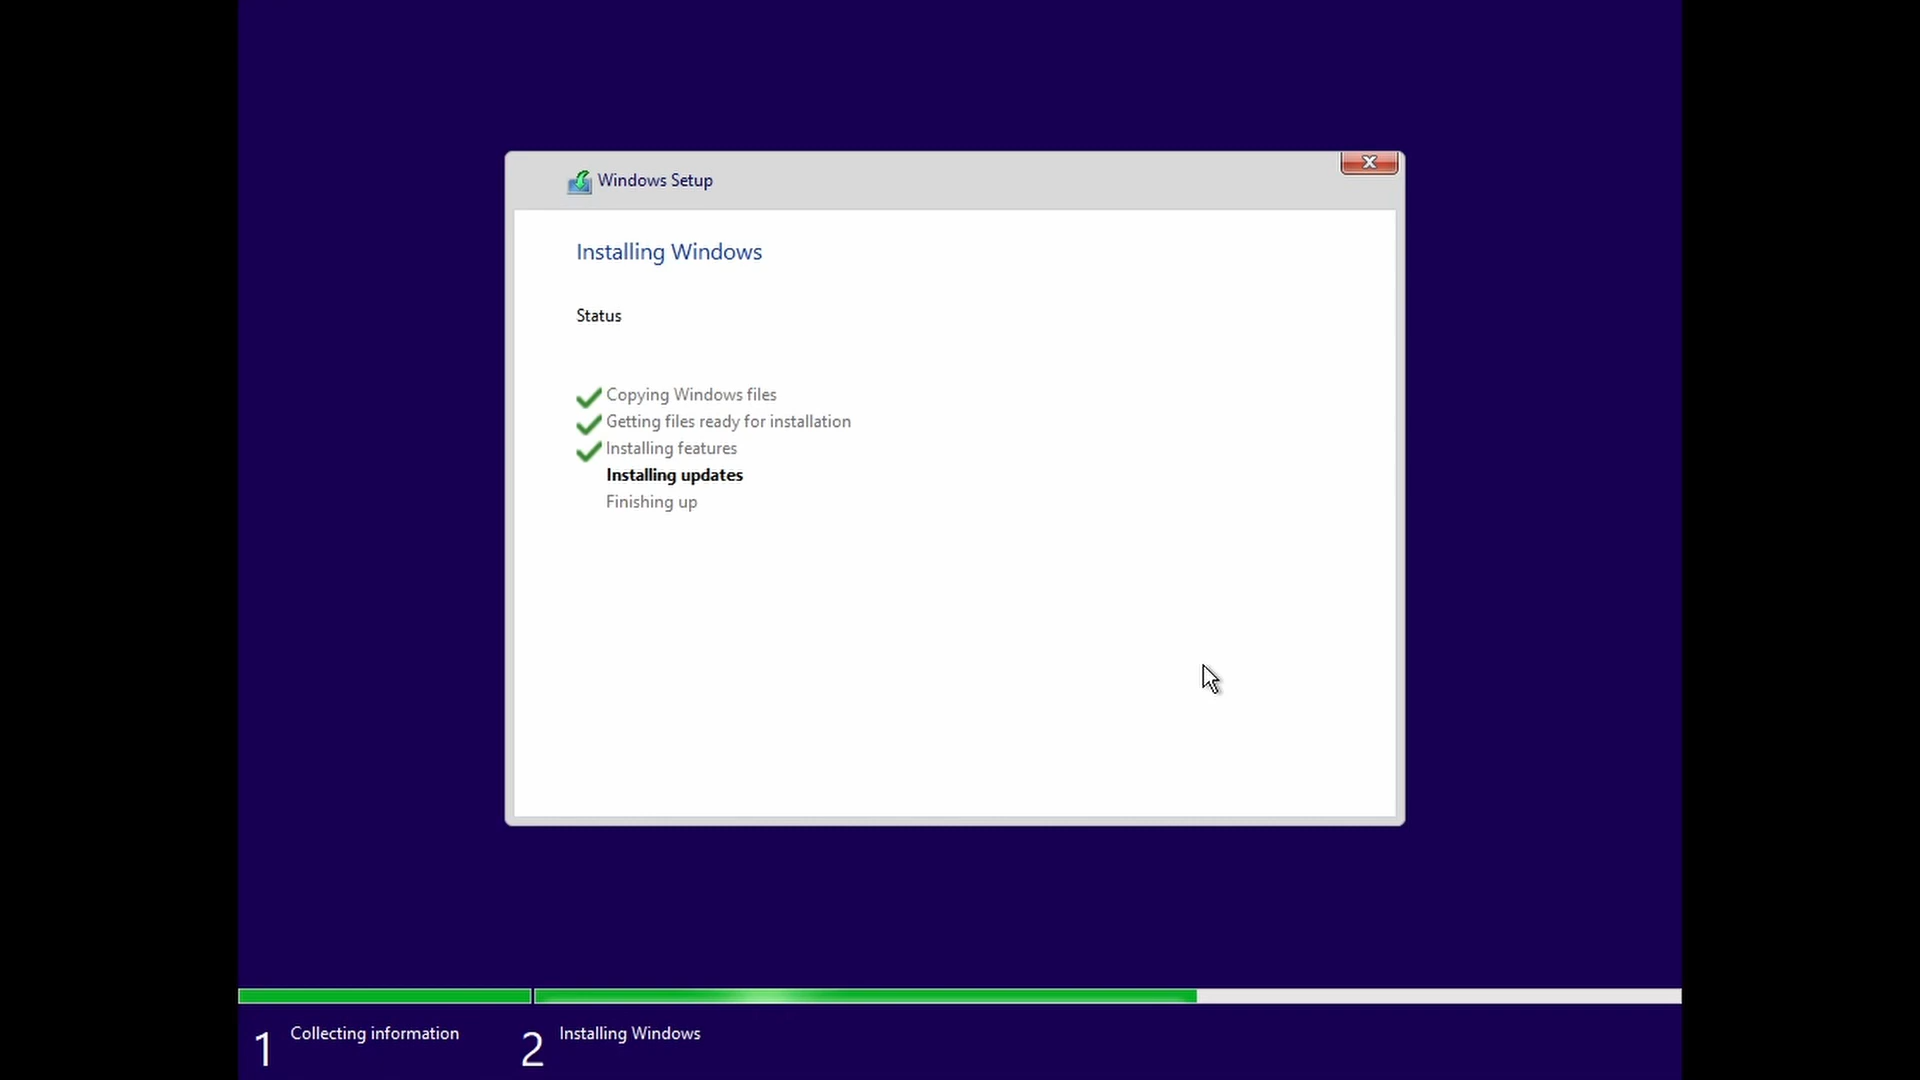 Windows Setup
Installing Windows
Status
Copying Windows files
Getting files ready for installation
Installing features
Installing updates
Finishing up
1 Collecting information
2 Installing Windows